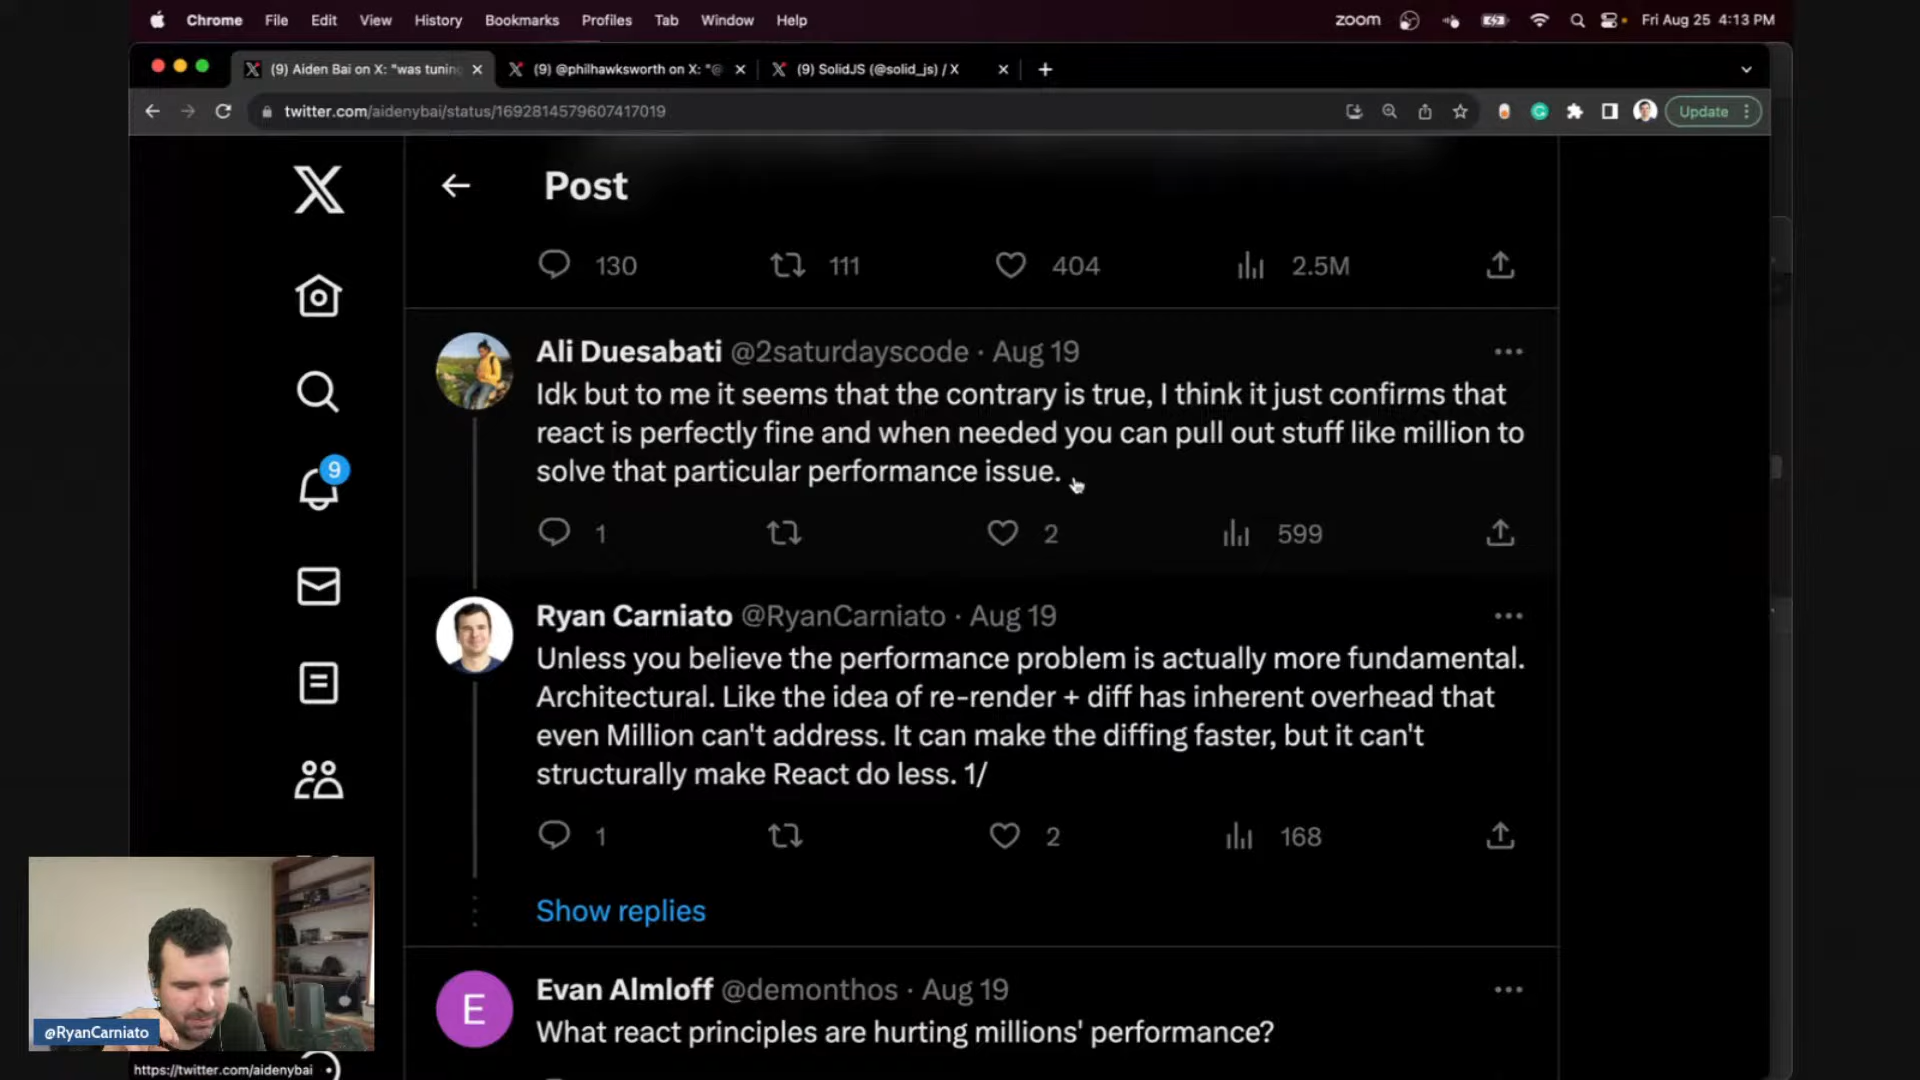 Chrome File Edit View History Bookmarks Profiles Tab Window Help zoom Fri Aug 25 4:13 PM
(9) Aiden Bai on X: "was tuning (9) @philhawksworth on X: "@ (9) SolidJS (@solid_js) / X
twitter.com/aidenybai/status/1692814579607417019 Update
Post
130 111 404 2.5M
Ali Duesabati @2saturdayscode · Aug 19
Idk but to me it seems that the contrary is true, I think it just confirms that
react is perfectly fine and when needed you can pull out stuff like million to
solve that particular performance issue.
9
1 2 599
Ryan Carniato @RyanCarniato · Aug 19
Unless you believe the performance problem is actually more fundamental.
Architectural. Like the idea of re-render + diff has inherent overhead that
even Million can't address. It can make the diffing faster, but it can't
structurally make React do less. 1/
1 2 168
Show replies
E
Evan Almloff @demonthos · Aug 19
What react principles are hurting millions' performance?
@RyanCarniato
https://twitter.com/aidenybai